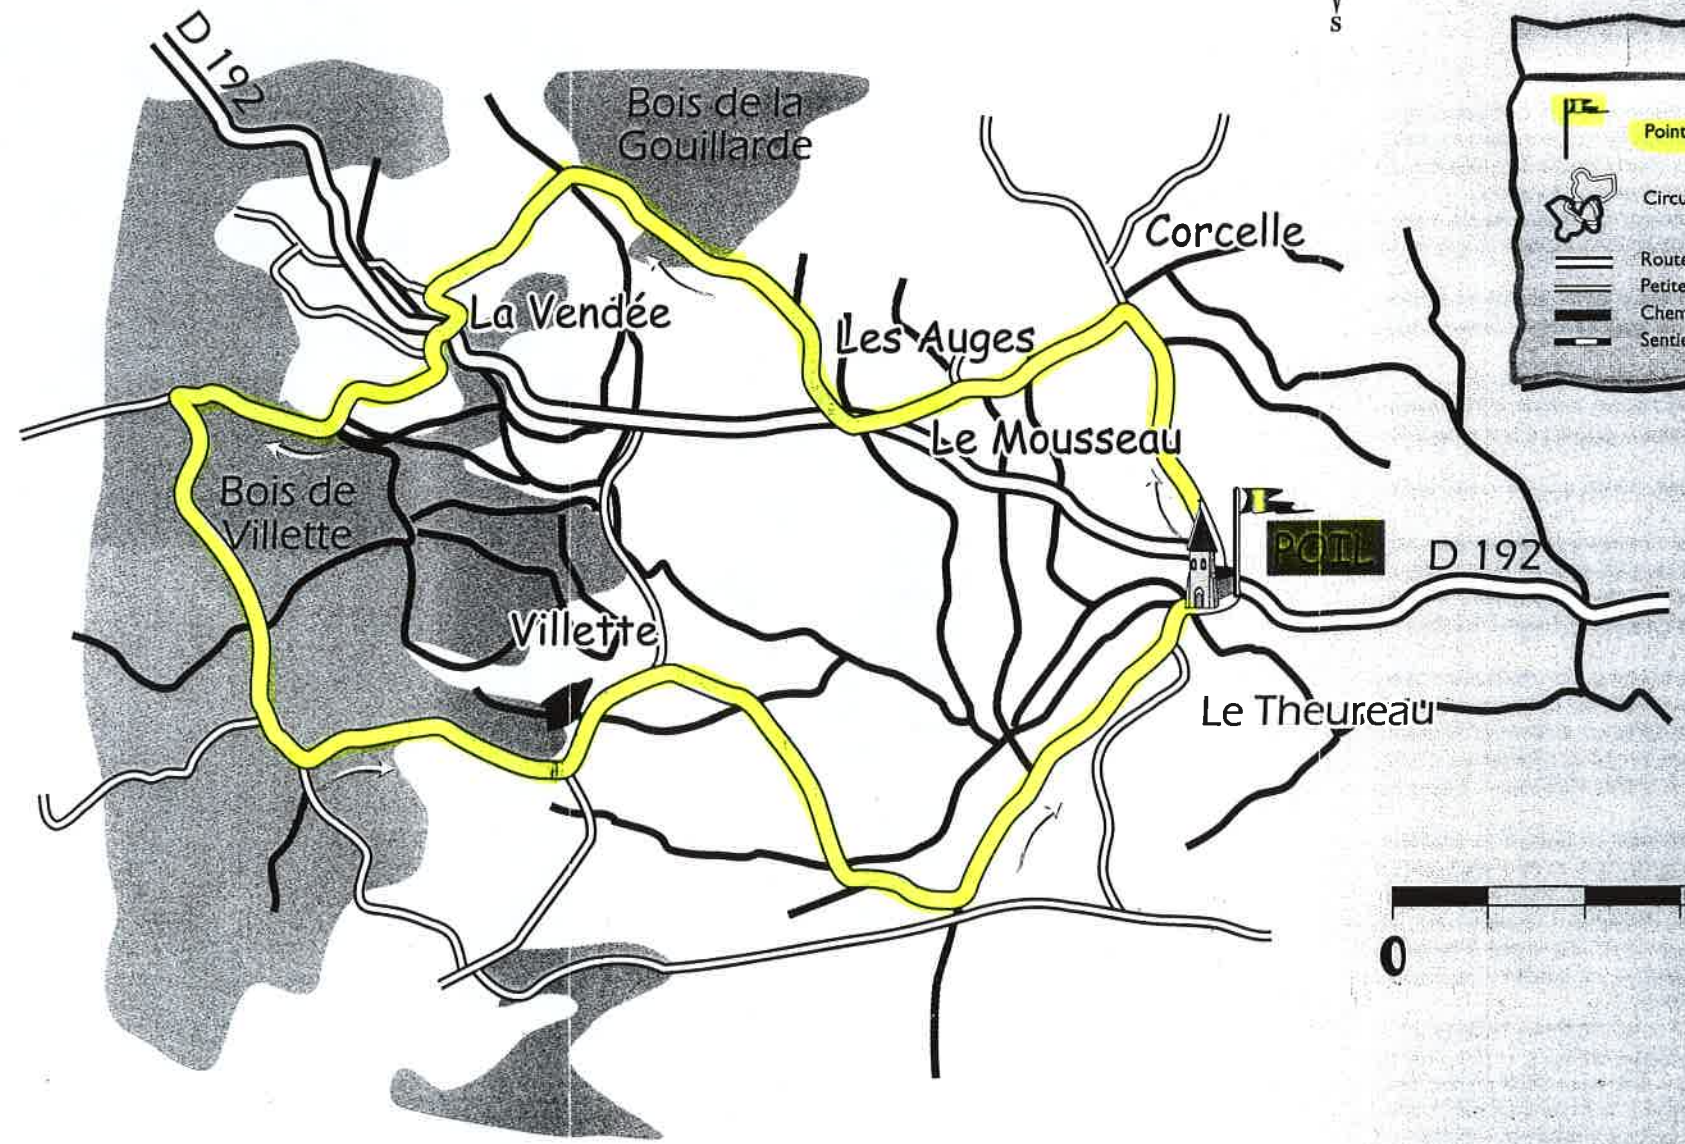 S
D 192
Bois de la
Gouillarde
Point
Corcelle
Circu
Route
Petite
Chem
Sentie
La Vendée
Les Auges
Le Mousseau
Bois de
Villette
POIL
D 192
Villette
Le Theureau
0